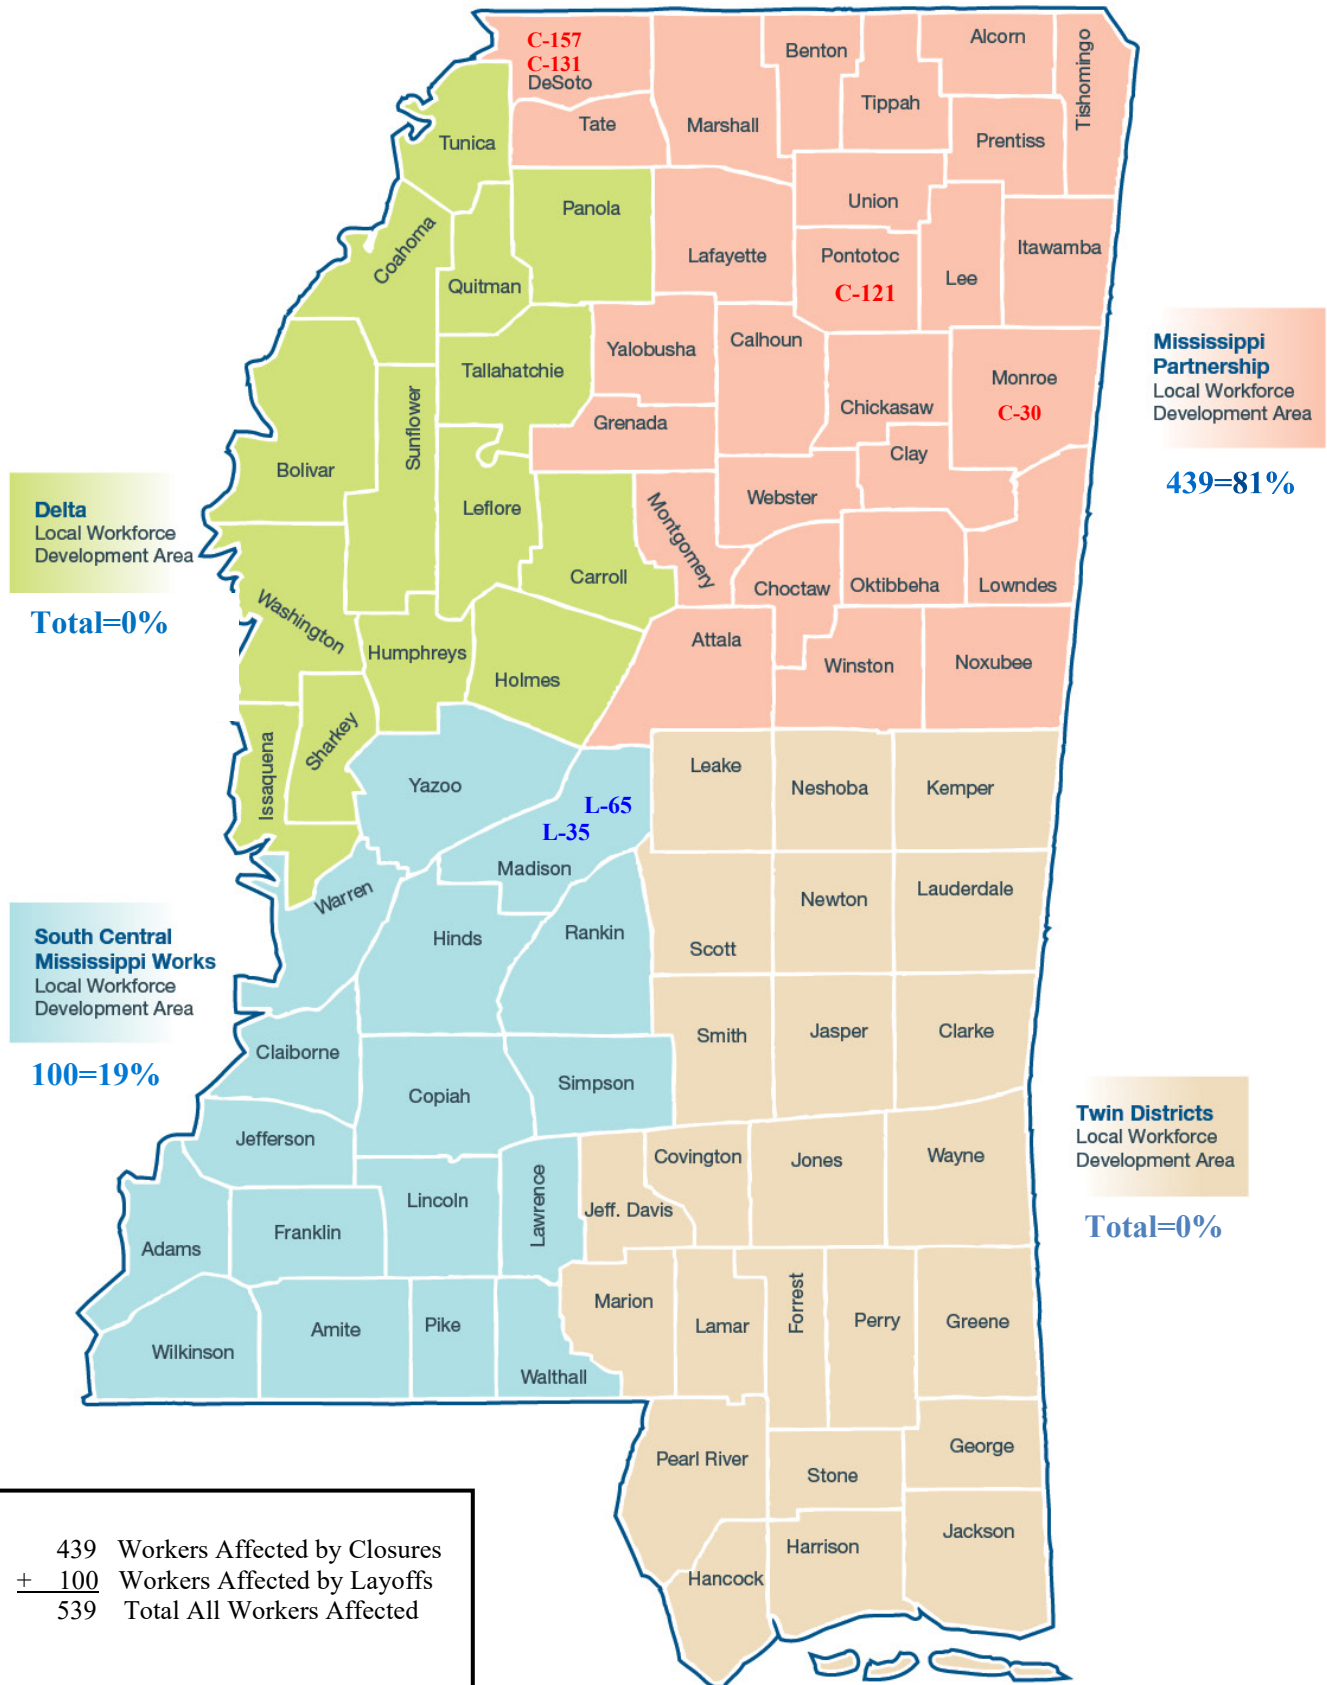 C-157
C-131
DeSoto
Benton
Alcorn
Tishomingo
Tippah
Tate
Marshall
Prentiss
Tunica
Union
Panola
Coahoma
Quitman
Lafayette
Pontotoc
C-121
Lee
Itawamba
Yalobusha
Calhoun
Tallahatchie
Monroe
C-30
Chickasaw
Sunflower
Grenada
Clay
Bolivar
Leflore
Montgomery
Webster
Carroll
Choctaw
Oktibbeha
Lowndes
Washington
Humphreys
Holmes
Attala
Winston
Noxubee
Mississippi
Partnership
Local Workforce
Development Area
439=81%
Delta
Local Workforce
Development Area
Total=0%
Issaquena
Sharkey
Yazoo
L-65
L-35
Madison
Leake
Neshoba
Kemper
Warren
Hinds
Rankin
Scott
Newton
Lauderdale
South Central
Mississippi Works
Local Workforce
Development Area
100=19%
Claiborne
Copiah
Simpson
Smith
Jasper
Clarke
Jefferson
Lincoln
Lawrence
Jeff. Davis
Covington
Jones
Wayne
Twin Districts
Local Workforce
Development Area
Total=0%
Adams
Franklin
Wilkinson
Amite
Pike
Walthall
Marion
Lamar
Forrest
Perry
Greene
Pearl River
Stone
George
Hancock
Harrison
Jackson
439 Workers Affected by Closures
+ 100 Workers Affected by Layoffs
539 Total All Workers Affected